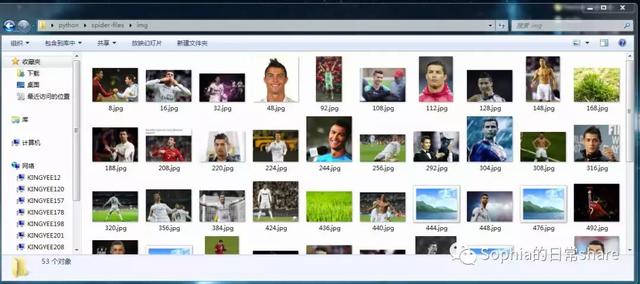 python ▸ spider-files ▸ img
搜索 img
组织 包含到库中 共享 放映幻灯片 新建文件夹
收藏夹
下载
桌面
最近访问的位置
库
计算机
网络
KINGYEE12
KINGYEE120
KINGYEE157
KINGYEE178
KINGYEE198
KINGYEE201
KINGYEE208
8.jpg 16.jpg 32.jpg 48.jpg 92.jpg 108.jpg 112.jpg 128.jpg 148.jpg 168.jpg
188.jpg 208.jpg 220.jpg 224.jpg 244.jpg 256.jpg 292.jpg 304.jpg 308.jpg 316.jpg
320.jpg 356.jpg 384.jpg 424.jpg 436.jpg 440.jpg 444.jpg 448.jpg 476.jpg 492.jpg
53 个对象
Sophia的日常share